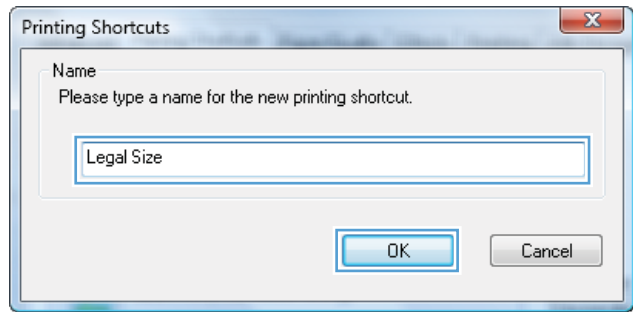 Printing Shortcuts
Name
Please type a name for the new printing shortcut.
Legal Size
OK
Cancel